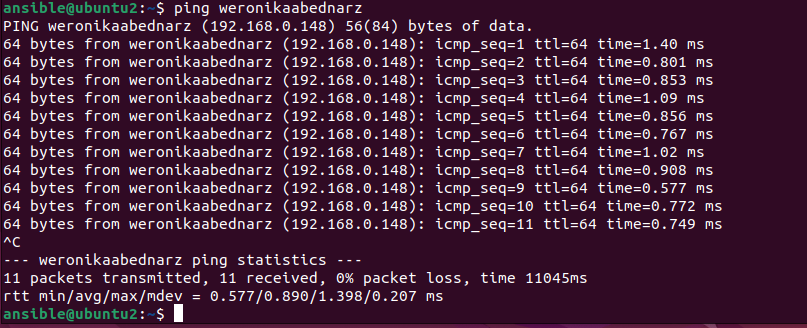 ansible@ubuntu2:~$ ping weronikaabednarz
PING weronikaabednarz (192.168.0.148) 56(84) bytes of data.
64 bytes from weronikaabednarz (192.168.0.148): icmp_seq=1 ttl=64 time=1.40 ms
64 bytes from weronikaabednarz (192.168.0.148): icmp_seq=2 ttl=64 time=0.801 ms
64 bytes from weronikaabednarz (192.168.0.148): icmp_seq=3 ttl=64 time=0.853 ms
64 bytes from weronikaabednarz (192.168.0.148): icmp_seq=4 ttl=64 time=1.09 ms
64 bytes from weronikaabednarz (192.168.0.148): icmp_seq=5 ttl=64 time=0.856 ms
64 bytes from weronikaabednarz (192.168.0.148): icmp_seq=6 ttl=64 time=0.767 ms
64 bytes from weronikaabednarz (192.168.0.148): icmp_seq=7 ttl=64 time=1.02 ms
64 bytes from weronikaabednarz (192.168.0.148): icmp_seq=8 ttl=64 time=0.908 ms
64 bytes from weronikaabednarz (192.168.0.148): icmp_seq=9 ttl=64 time=0.577 ms
64 bytes from weronikaabednarz (192.168.0.148): icmp_seq=10 ttl=64 time=0.772 ms
64 bytes from weronikaabednarz (192.168.0.148): icmp_seq=11 ttl=64 time=0.749 ms
^C
--- weronikaabednarz ping statistics ---
11 packets transmitted, 11 received, 0% packet loss, time 11045ms
rtt min/avg/max/mdev = 0.577/0.890/1.398/0.207 ms
ansible@ubuntu2:~$